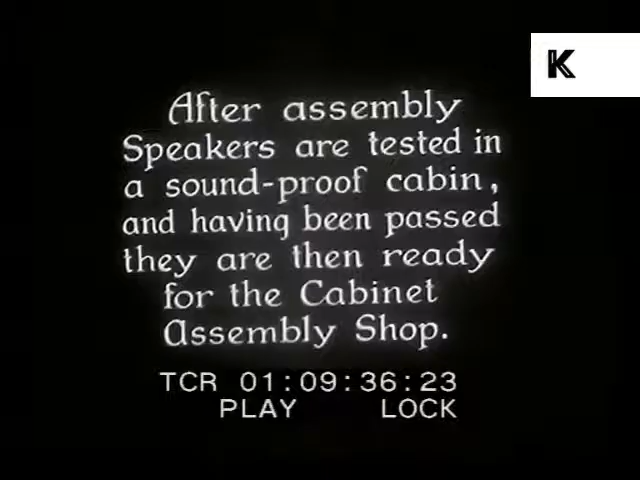 K
After assembly
Speakers are tested in
a sound-proof cabin,
and having been passed
they are then ready
for the Cabinet
Assembly Shop.
TCR 01:09:36:23
PLAY LOCK